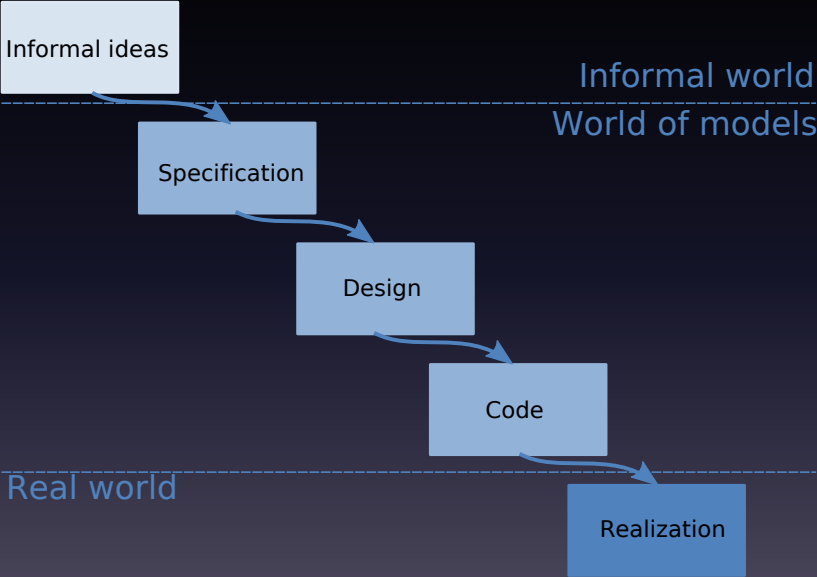 Informal ideas
Informal world
World of models
Specification
Design
Code
Real world
Realization